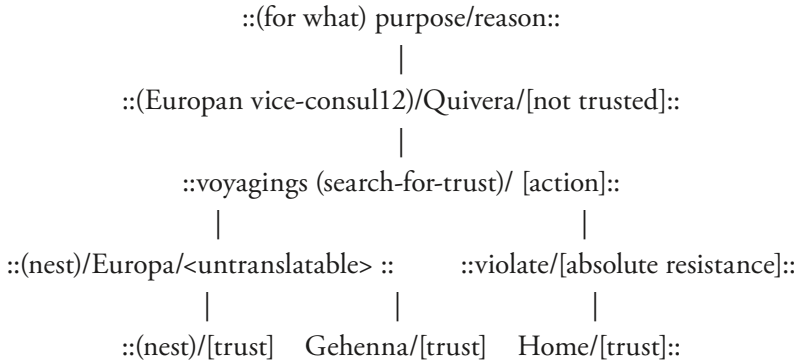 ::(for what) purpose/reason::
|
::(Europan vice-consul12)/Quivera/[not trusted]::
|
::voyagings (search-for-trust)/ [action]::
| |
::(nest)/Europa/<untranslatable> :: ::violate/[absolute resistance]::
| | |
::(nest)/[trust] Gehenna/[trust] Home/[trust]::